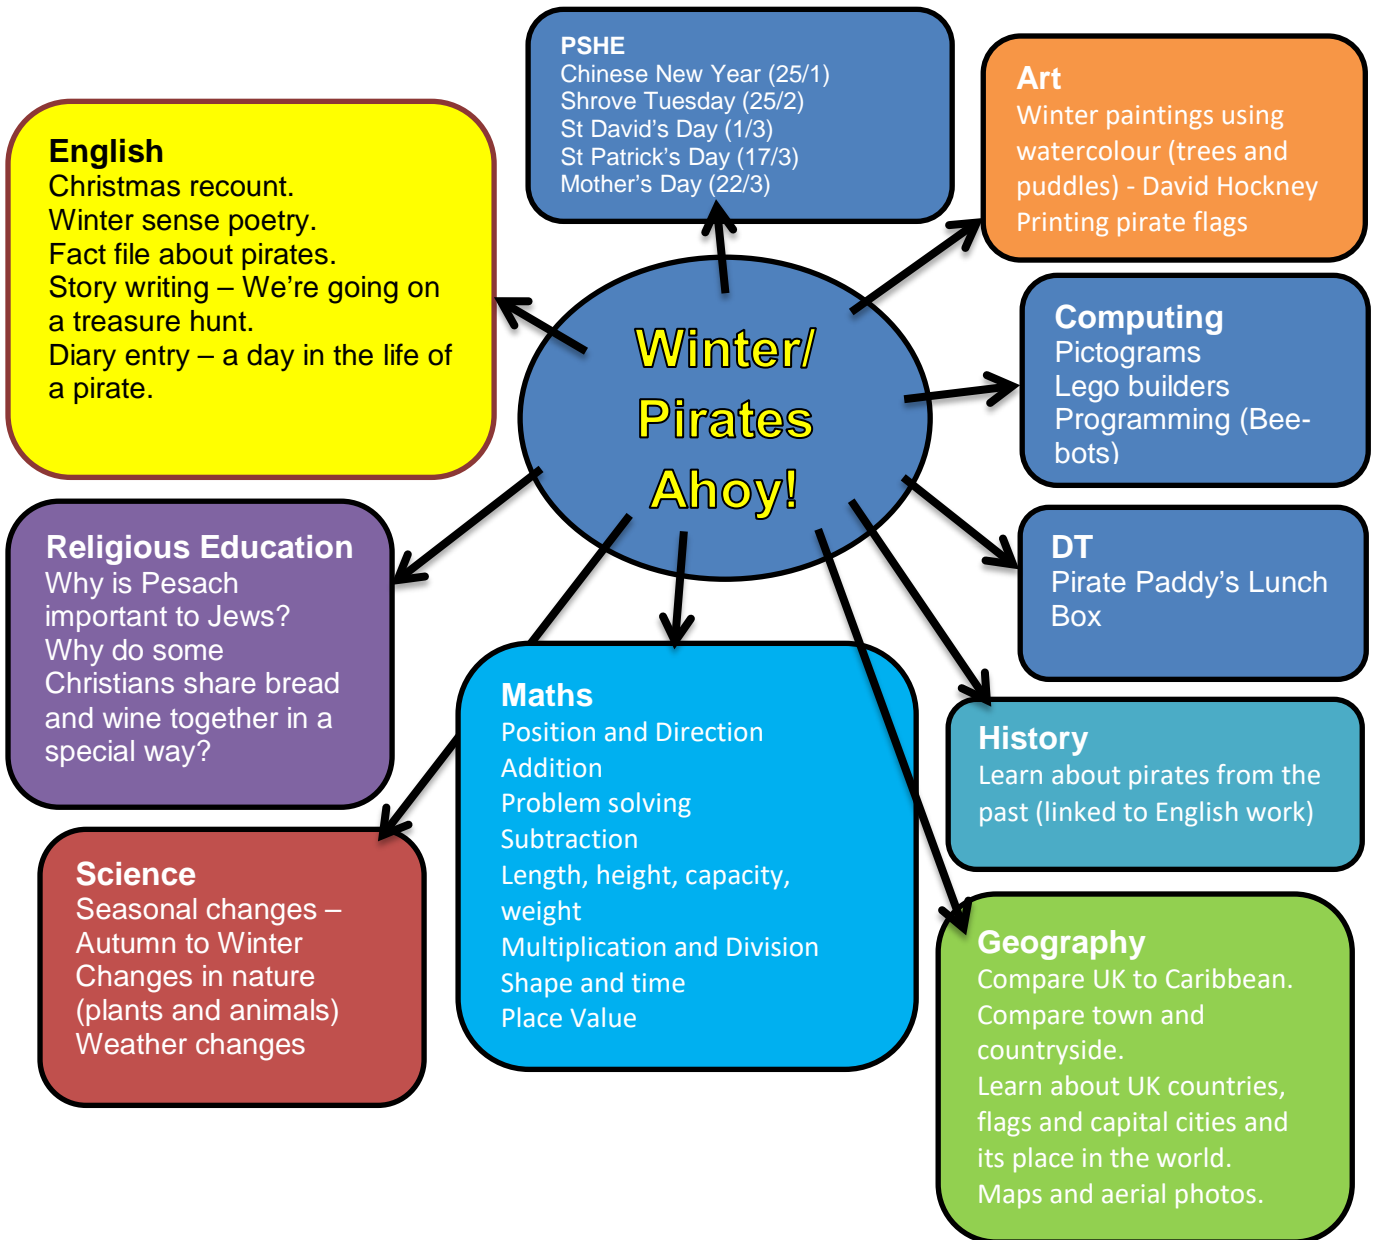 PSHE
Chinese New Year (25/1)
Shrove Tuesday (25/2)
St David's Day (1/3)
St Patrick's Day (17/3)
Mother's Day (22/3)
Art
Winter paintings using
watercolour (trees and
puddles) - David Hockney
Printing pirate flags
English
Christmas recount.
Winter sense poetry.
Fact file about pirates.
Story writing – We're going on
a treasure hunt.
Diary entry – a day in the life of
a pirate.
Winter/
Pirates
Ahoy!
Computing
Pictograms
Lego builders
Programming (Bee-
bots)
Religious Education
Why is Pesach
important to Jews?
Why do some
Christians share bread
and wine together in a
special way?
DT
Pirate Paddy's Lunch
Box
Maths
Position and Direction
Addition
Problem solving
Subtraction
Length, height, capacity,
weight
Multiplication and Division
Shape and time
Place Value
History
Learn about pirates from the
past (linked to English work)
Science
Seasonal changes –
Autumn to Winter
Changes in nature
(plants and animals)
Weather changes
Geography
Compare UK to Caribbean.
Compare town and
countryside.
Learn about UK countries,
flags and capital cities and
its place in the world.
Maps and aerial photos.